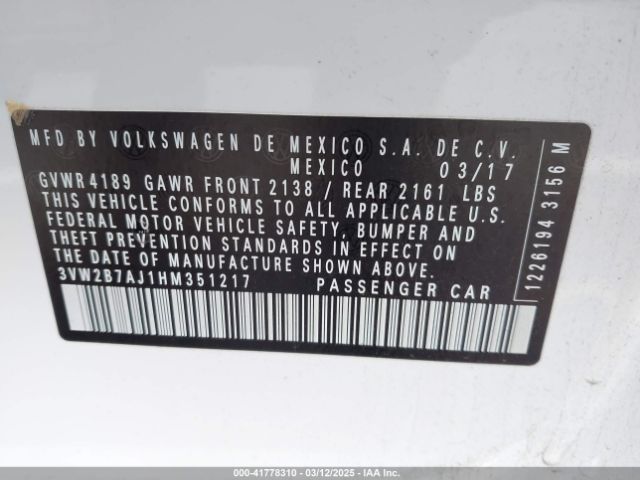 MFD BY VOLKSWAGEN DE MEXICO S.A. DE C.V.
MEXICO 03/17
GVWR 4189 GAWR FRONT 2138 / REAR 2161 LBS
THIS VEHICLE CONFORMS TO ALL APPLICABLE U.S.
FEDERAL MOTOR VEHICLE SAFETY, BUMPER AND
THEFT PREVENTION STANDARDS IN EFFECT ON
THE DATE OF MANUFACTURE SHOWN ABOVE.
3VW2B7AJ1HM351217 PASSENGER CAR
1226194 3156 M
000-41778310 - 03/12/2025 - IAA Inc.